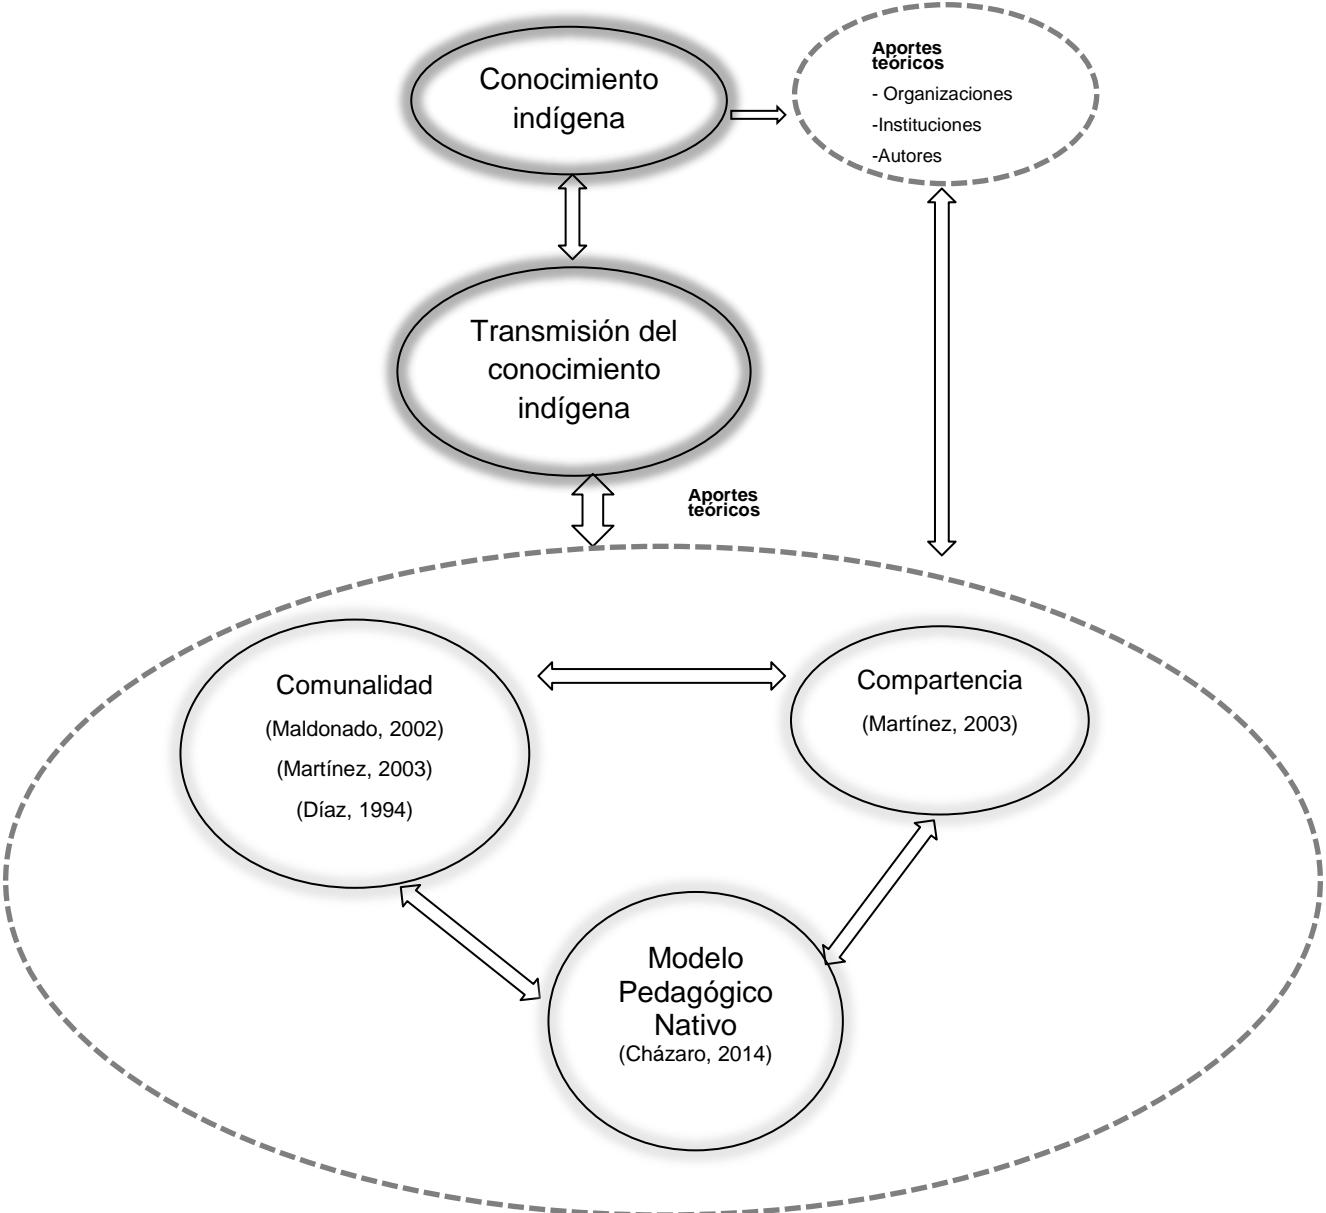 Conocimiento
indígena
Aportes
teóricos
- Organizaciones
-Instituciones
-Autores
Transmisión del
conocimiento
indígena
Aportes
teóricos
Comunalidad
(Maldonado, 2002)
(Martínez, 2003)
(Díaz, 1994)
Compartencia
(Martínez, 2003)
Modelo
Pedagógico
Nativo
(Cházaro, 2014)